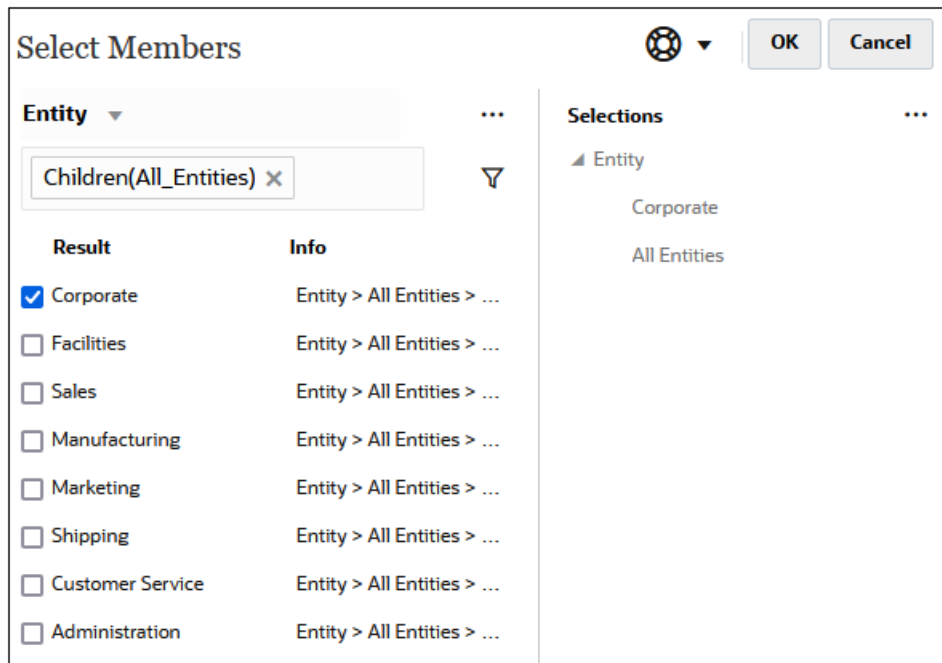 Select Members
OK
Cancel
Entity
...
Children(All_Entities)
Result
Info
Corporate
Entity > All Entities > ...
Facilities
Entity > All Entities > ...
Sales
Entity > All Entities > ...
Manufacturing
Entity > All Entities > ...
Marketing
Entity > All Entities > ...
Shipping
Entity > All Entities > ...
Customer Service
Entity > All Entities > ...
Administration
Entity > All Entities > ...
Selections
...
Entity
Corporate
All Entities